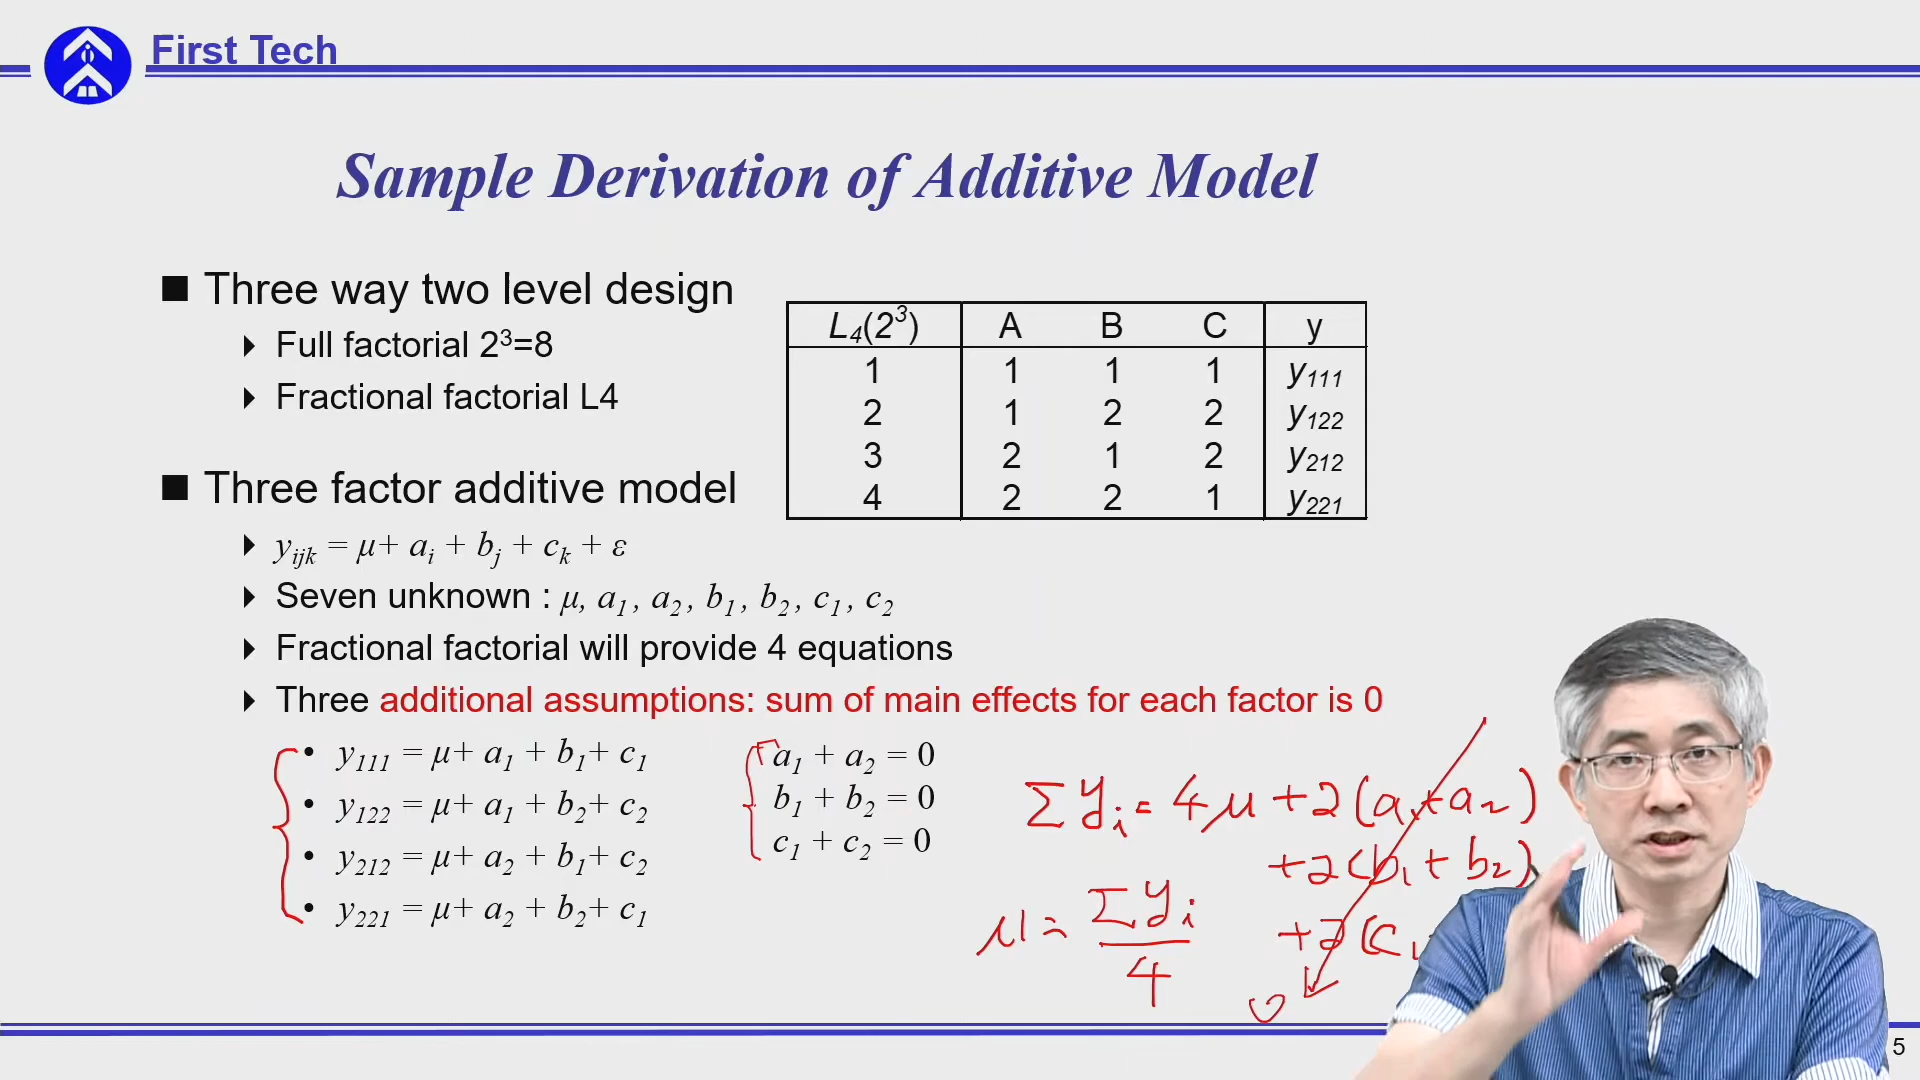 First Tech
Sample Derivation of Additive Model
Three way two level design
Full factorial 2³=8
Fractional factorial L4
L₄(2³) A B C y
1 1 1 1 y₁₁₁
2 1 2 2 y₁₂₂
3 2 1 2 y₂₁₂
4 2 2 1 y₂₂₁
Three factor additive model
yᵢⱼₖ = μ+ aᵢ + bⱼ + cₖ + ε
Seven unknown : μ, a₁, a₂, b₁, b₂, c₁, c₂
Fractional factorial will provide 4 equations
Three additional assumptions: sum of main effects for each factor is 0
• y₁₁₁ = μ+ a₁ + b₁+ c₁
• y₁₂₂ = μ+ a₁ + b₂+ c₂
• y₂₁₂ = μ+ a₂ + b₁+ c₂
• y₂₂₁ = μ+ a₂ + b₂+ c₁
a₁ + a₂ = 0
b₁ + b₂ = 0
c₁ + c₂ = 0
Σyᵢ = 4μ + 2(a₁+a₂)
+2(b₁+b₂)
+2(c₁
μ = Σyᵢ
4
0
5